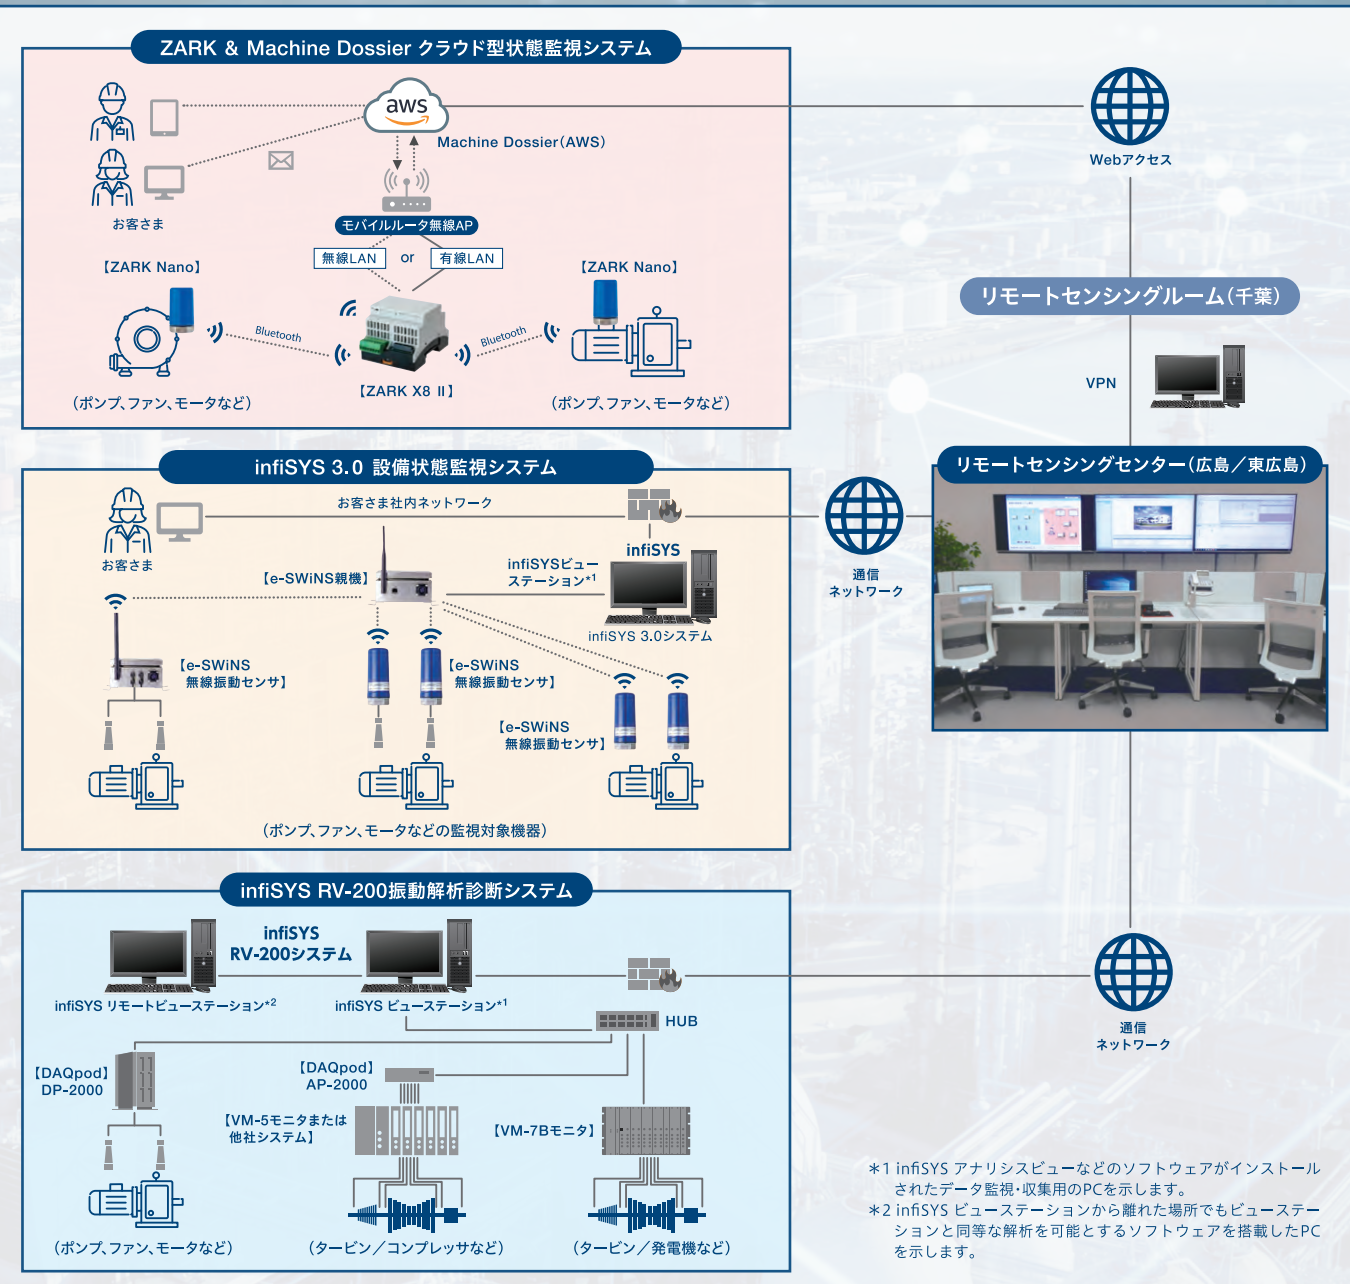 ZARK & Machine Dossier クラウド型状態監視システム
aws
Machine Dossier(AWS)
お客さま
モバイルルータ無線AP
無線LAN or 有線LAN
【ZARK Nano】
【ZARK Nano】
Bluetooth
Bluetooth
【ZARK X8 II】
(ポンプ、ファン、モータなど)
(ポンプ、ファン、モータなど)
Webアクセス
リモートセンシングルーム(千葉)
VPN
リモートセンシングセンター(広島／東広島)
infiSYS 3.0 設備状態監視システム
お客さま社内ネットワーク
お客さま
infiSYS
【e-SWiNS親機】
infiSYSビュー
ステーション*1
infiSYS 3.0システム
通信
ネットワーク
【e-SWiNS
無線振動センサ】
【e-SWiNS
無線振動センサ】
【e-SWiNS
無線振動センサ】
(ポンプ、ファン、モータなどの監視対象機器)
infiSYS RV-200振動解析診断システム
infiSYS
RV-200システム
infiSYS リモートビューステーション*2
infiSYS ビューステーション*1
HUB
通信
ネットワーク
【DAQpod】
DP-2000
【DAQpod】
AP-2000
【VM-5モニタまたは
他社システム】
【VM-7Bモニタ】
(ポンプ、ファン、モータなど)
(タービン／コンプレッサなど)
(タービン／発電機など)
＊1 infiSYS アナリシスビューなどのソフトウェアがインストール
されたデータ監視・収集用のPCを示します。
＊2 infiSYS ビューステーションから離れた場所でもビューステー
ションと同等な解析を可能とするソフトウェアを搭載したPC
を示します。